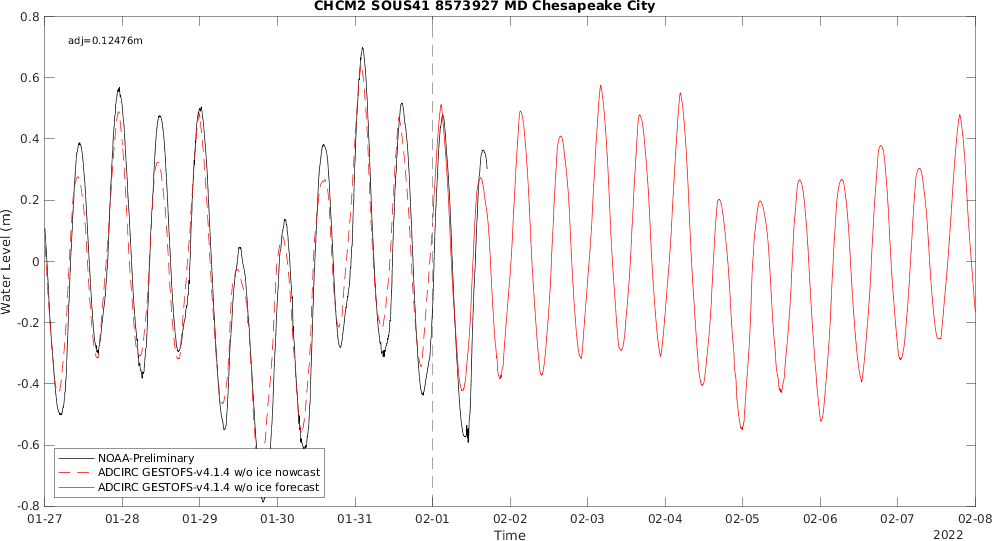 CHCM2 SOUS41 8573927 MD Chesapeake City
adj=0.12476m
0.8
0.6
0.4
0.2
0
-0.2
-0.4
-0.6
-0.8
Water Level (m)
NOAA-Preliminary
ADCIRC GESTOFS-v4.1.4 w/o ice nowcast
ADCIRC GESTOFS-v4.1.4 w/o ice forecast
01-27 01-28 01-29 01-30 01-31 02-01 02-02 02-03 02-04 02-05 02-06 02-07 02-08
Time
2022